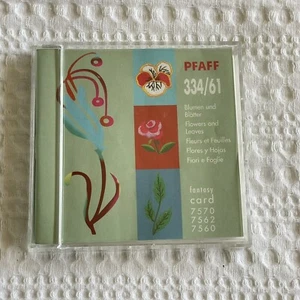 PFAFF
334/61
Blumen und
Blätter
Flowers and
Leaves
Fleurs et Feuilles
Flores y Hojas
Fiori e Foglie
fantasy
card
7570
7562
7560